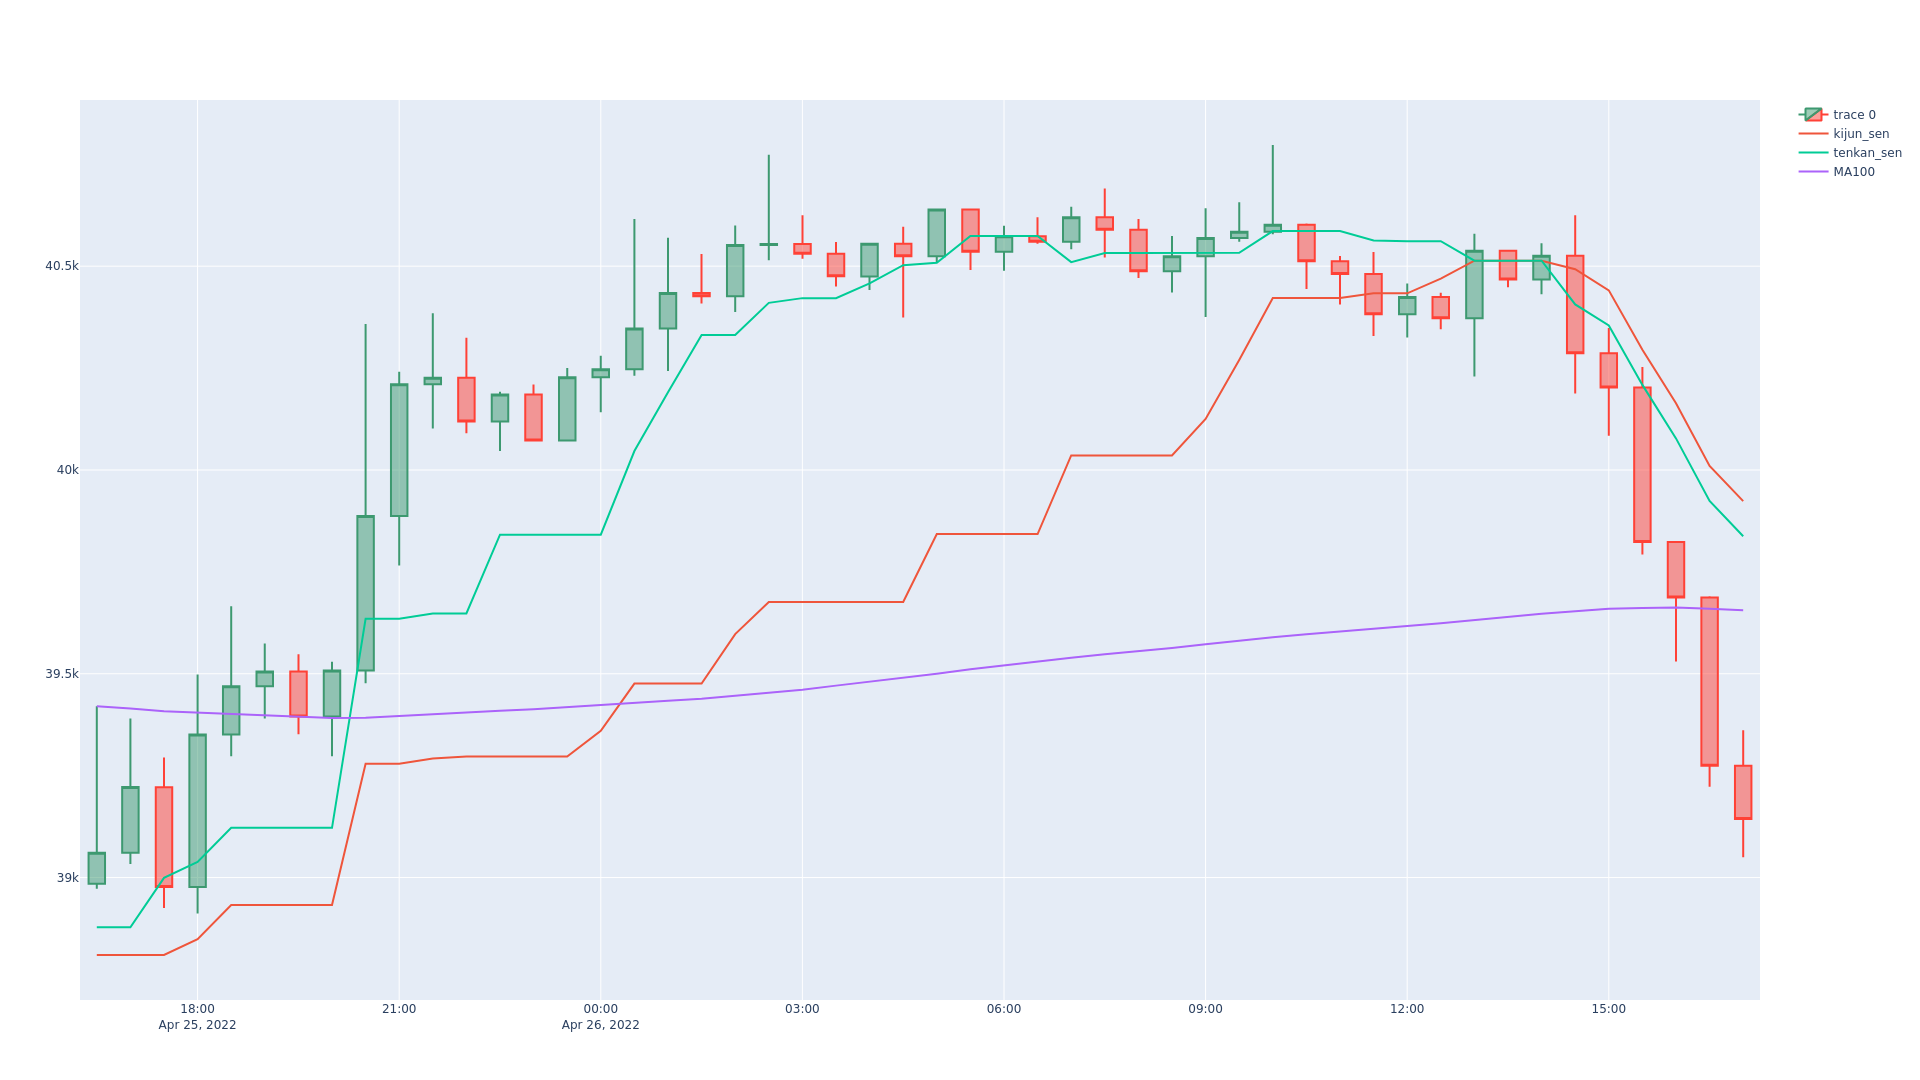 trace 0
kijun_sen
tenkan_sen
MA100
40.5k
40k
39.5k
39k
18:00
Apr 25, 2022
21:00
00:00
Apr 26, 2022
03:00
06:00
09:00
12:00
15:00